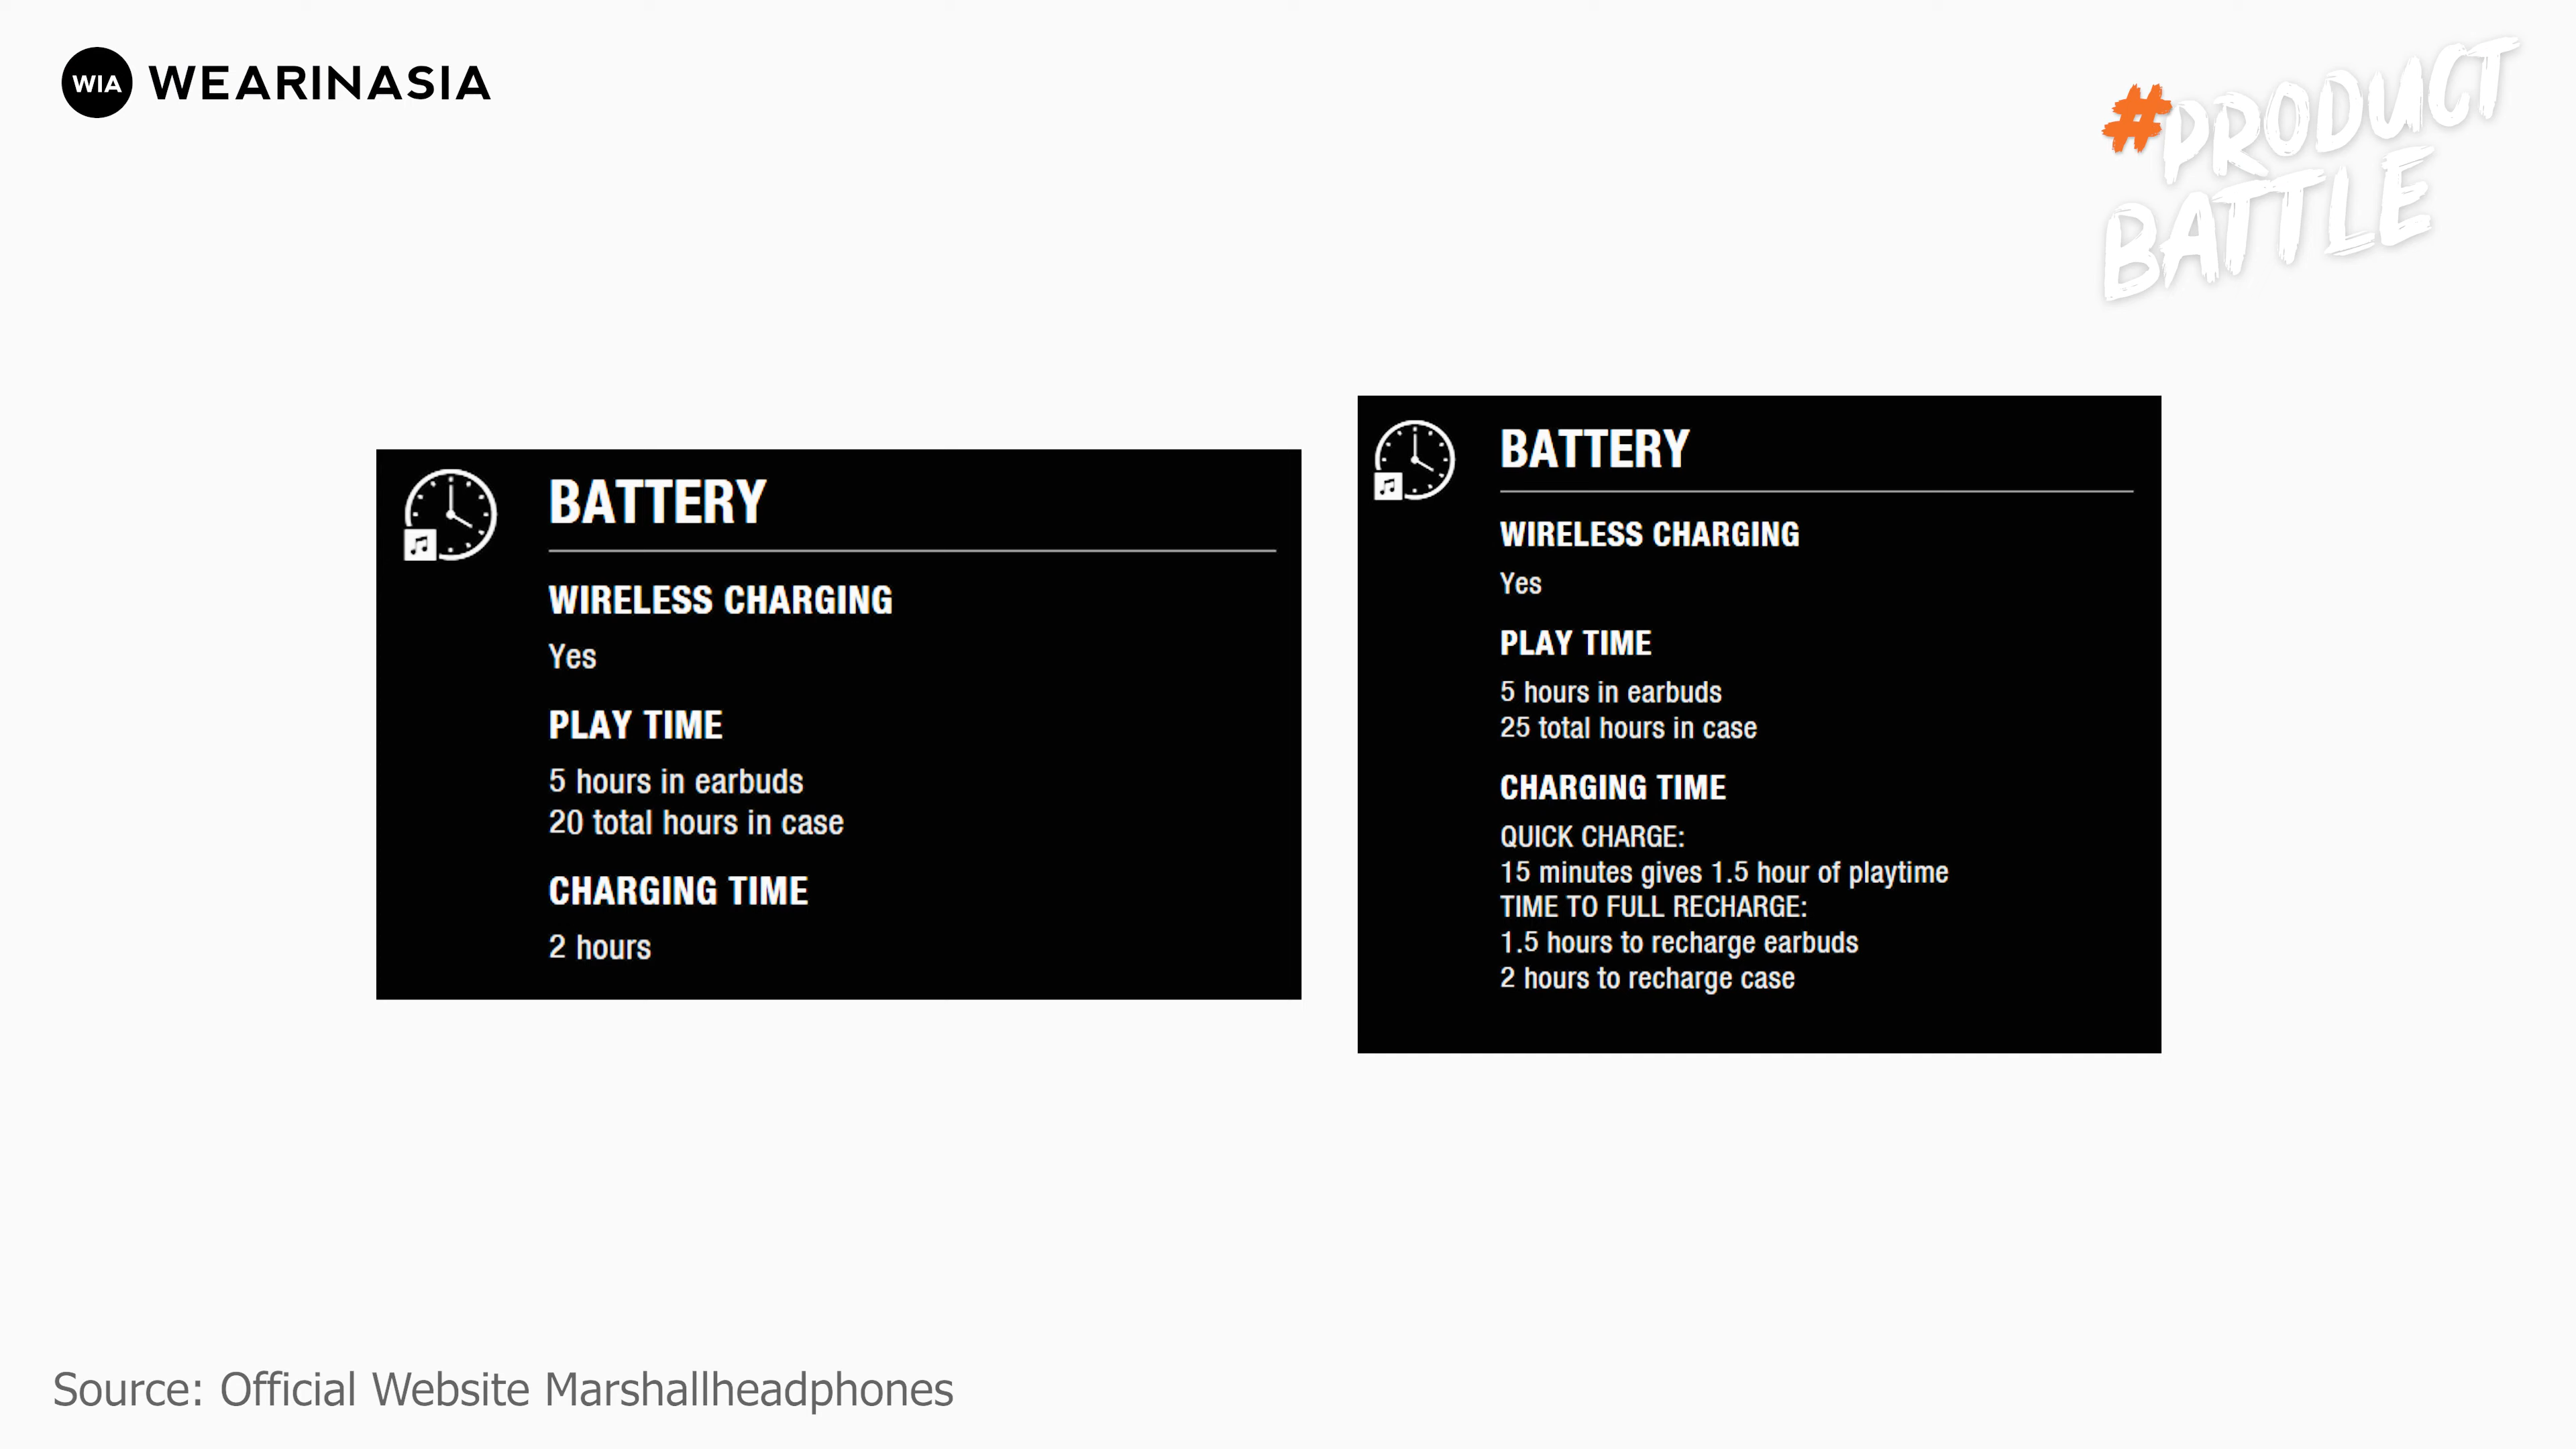 WIA WEARINASIA
#PRODUCT
BATTLE
BATTERY
WIRELESS CHARGING
Yes
PLAY TIME
5 hours in earbuds
20 total hours in case
CHARGING TIME
2 hours
BATTERY
WIRELESS CHARGING
Yes
PLAY TIME
5 hours in earbuds
25 total hours in case
CHARGING TIME
QUICK CHARGE:
15 minutes gives 1.5 hour of playtime
TIME TO FULL RECHARGE:
1.5 hours to recharge earbuds
2 hours to recharge case
Source: Official Website Marshallheadphones